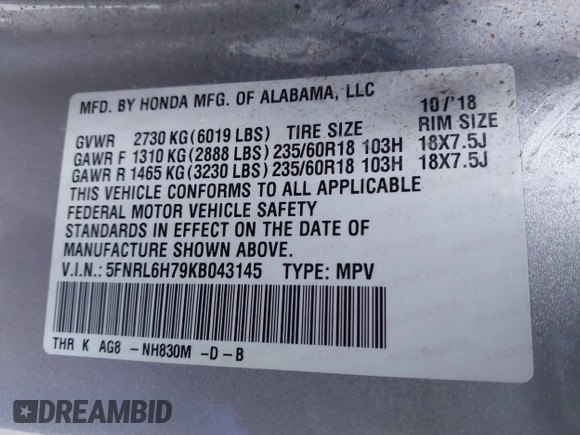 MFD. BY HONDA MFG. OF ALABAMA, LLC 10/'18
GVWR 2730 KG (6019 LBS) TIRE SIZE RIM SIZE
GAWR F 1310 KG (2888 LBS) 235/60R18 103H 18X7.5J
GAWR R 1465 KG (3230 LBS) 235/60R18 103H 18X7.5J
THIS VEHICLE CONFORMS TO ALL APPLICABLE
FEDERAL MOTOR VEHICLE SAFETY
STANDARDS IN EFFECT ON THE DATE OF
MANUFACTURE SHOWN ABOVE.
V.I.N.: 5FNRL6H79KB043145 TYPE: MPV
THR K AG8 -NH830M -D-B
DREAMBID